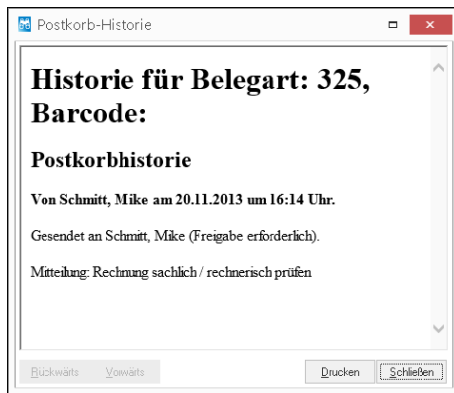 Postkorb-Historie
Historie für Belegart: 325,
Barcode:
Postkorbhistorie
Von Schmitt, Mike am 20.11.2013 um 16:14 Uhr.
Gesendet an Schmitt, Mike (Freigabe erforderlich).
Mitteilung: Rechnung sachlich / rechnerisch prüfen
Rückwärts Vorwärts Drucken Schließen